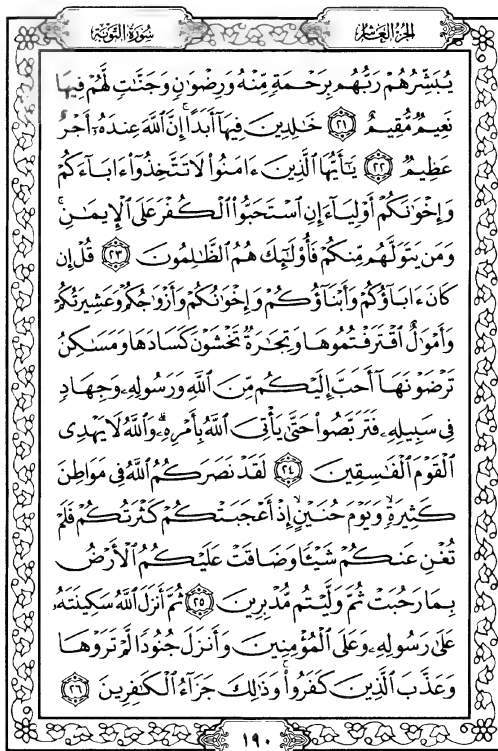 الجزء العاشر
سورة التوبة
يُبَشِّرُهُمْ رَبُّهُم بِرَحْمَةٍ مِّنْهُ وَرِضْوَٰنٍ وَجَنَّٰتٍ لَّهُمْ فِيهَا
نَعِيمٌ مُّقِيمٌ ٢١ خَٰلِدِينَ فِيهَآ أَبَدًا ۚ إِنَّ ٱللَّهَ عِندَهُۥٓ أَجْرٌ
عَظِيمٌ ٢٢ يَٰٓأَيُّهَا ٱلَّذِينَ ءَامَنُوا۟ لَا تَتَّخِذُوٓا۟ ءَابَآءَكُمْ
وَإِخْوَٰنَكُمْ أَوْلِيَآءَ إِنِ ٱسْتَحَبُّوا۟ ٱلْكُفْرَ عَلَى ٱلْإِيمَٰنِ ۚ
وَمَن يَتَوَلَّهُم مِّنكُمْ فَأُو۟لَٰٓئِكَ هُمُ ٱلظَّٰلِمُونَ ٢٣ قُلْ إِن
كَانَ ءَابَآؤُكُمْ وَأَبْنَآؤُكُمْ وَإِخْوَٰنُكُمْ وَأَزْوَٰجُكُمْ وَعَشِيرَتُكُمْ
وَأَمْوَٰلٌ ٱقْتَرَفْتُمُوهَا وَتِجَٰرَةٌ تَخْشَوْنَ كَسَادَهَا وَمَسَٰكِنُ
تَرْضَوْنَهَآ أَحَبَّ إِلَيْكُم مِّنَ ٱللَّهِ وَرَسُولِهِۦ وَجِهَادٍ
فِى سَبِيلِهِۦ فَتَرَبَّصُوا۟ حَتَّىٰ يَأْتِىَ ٱللَّهُ بِأَمْرِهِۦ ۗ وَٱللَّهُ لَا يَهْدِى
ٱلْقَوْمَ ٱلْفَٰسِقِينَ ٢٤ لَقَدْ نَصَرَكُمُ ٱللَّهُ فِى مَوَاطِنَ
كَثِيرَةٍ ۙ وَيَوْمَ حُنَيْنٍ ۙ إِذْ أَعْجَبَتْكُمْ كَثْرَتُكُمْ فَلَمْ
تُغْنِ عَنكُمْ شَيْـًٔا وَضَاقَتْ عَلَيْكُمُ ٱلْأَرْضُ
بِمَا رَحُبَتْ ثُمَّ وَلَّيْتُم مُّدْبِرِينَ ٢٥ ثُمَّ أَنزَلَ ٱللَّهُ سَكِينَتَهُۥ
عَلَىٰ رَسُولِهِۦ وَعَلَى ٱلْمُؤْمِنِينَ وَأَنزَلَ جُنُودًا لَّمْ تَرَوْهَا
وَعَذَّبَ ٱلَّذِينَ كَفَرُوا۟ ۚ وَذَٰلِكَ جَزَآءُ ٱلْكَٰفِرِينَ ٢٦
١٩٠